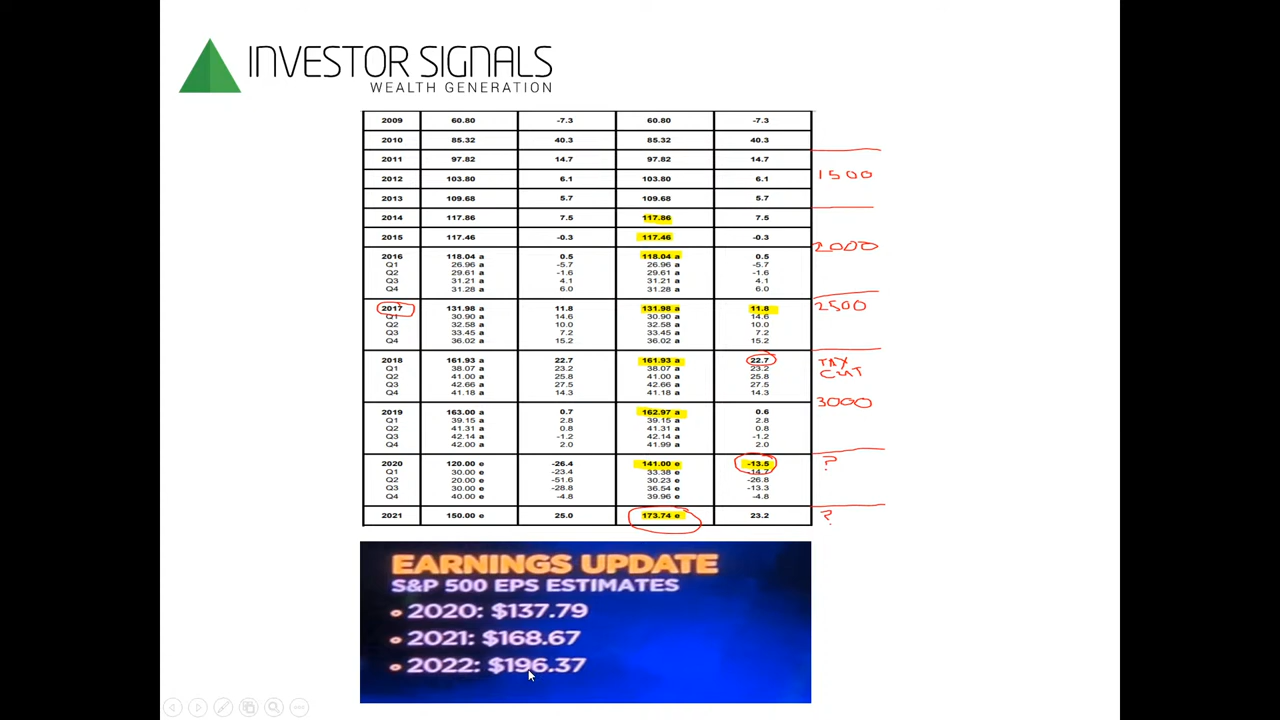 INVESTOR SIGNALS
WEALTH GENERATION
2009 60.80 -7.3 60.80 -7.3
2010 85.32 40.3 85.32 40.3
2011 97.82 14.7 97.82 14.7
1500
2012 103.80 6.1 103.80 6.1
2013 109.68 5.7 109.68 5.7
2014 117.86 7.5 117.86 7.5
2015 117.46 -0.3 117.46 -0.3
2000
2016 118.04 a 0.5 118.04 a 0.5
Q1 26.96 a -5.7 26.96 a -5.7
Q2 29.61 a -1.6 29.61 a -1.6
Q3 31.21 a 4.1 31.21 a 4.1
Q4 31.28 a 6.0 31.28 a 6.0
2017 131.98 a 11.8 131.98 a 11.8 2500
Q1 30.90 a 14.6 30.90 a 14.6
Q2 32.58 a 10.0 32.58 a 10.0
Q3 33.45 a 7.2 33.45 a 7.2
Q4 36.02 a 15.2 36.02 a 15.2
2018 161.93 a 22.7 161.93 a 22.7 TAX
Q1 38.07 a 23.2 38.07 a 23.2 CUT
Q2 41.00 a 25.8 41.00 a 25.8
Q3 42.66 a 27.5 42.66 a 27.5
Q4 41.18 a 14.3 41.18 a 14.3
3000
2019 163.00 a 0.7 162.97 a 0.6
Q1 39.15 a 2.8 39.15 a 2.8
Q2 41.31 a 0.8 41.31 a 0.8
Q3 42.14 a -1.2 42.14 a -1.2
Q4 42.00 a 2.0 41.99 a 2.0
2020 120.00 e -26.4 141.00 e -13.5 ?
Q1 30.00 e -23.4 33.38 e -14.7
Q2 20.00 e -51.6 30.23 e -26.8
Q3 30.00 e -28.8 36.54 e -13.3
Q4 40.00 e -4.8 39.96 e -4.8
2021 150.00 e 25.0 173.74 e 23.2 ?
EARNINGS UPDATE
S&P 500 EPS ESTIMATES
2020: $137.79
2021: $168.67
2022: $196.37